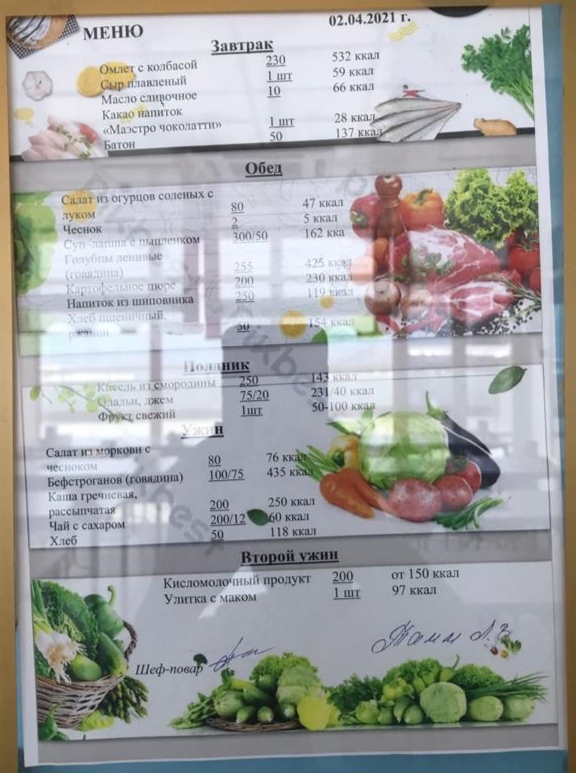 МЕНЮ 02.04.2021 г.
Завтрак
Омлет с колбасой 230 532 ккал
Сыр плавленый 1 шт 59 ккал
Масло сливочное 10 66 ккал
Какао напиток
«Маэстро чоколатти» 1 шт 28 ккал
Батон 50 137 ккал
Обед
Салат из огурцов соленых с
луком 80 47 ккал
Чеснок 2 5 ккал
Суп-лапша с цыпленком 300/50 162 кка
Голубцы ленивые
(говядина) 255 425 ккал
Картофельное пюре 200 230 ккал
Напиток из шиповника 250 119 ккал
Хлеб пшеничный,
ржаной 50 154 ккал
Полдник
Кисель из смородины 250 143 ккал
Оладьи, джем 75/20 231/40 ккал
Фрукт свежий 1шт 50-100 ккал
Ужин
Салат из моркови с
чесноком 80 76 ккал
Бефстроганов (говядина) 100/75 435 ккал
Каша гречневая,
рассыпчатая 200 250 ккал
Чай с сахаром 200/12 60 ккал
Хлеб 50 118 ккал
Второй ужин
Кисломолочный продукт 200 от 150 ккал
Улитка с маком 1 шт 97 ккал
Шеф-повар